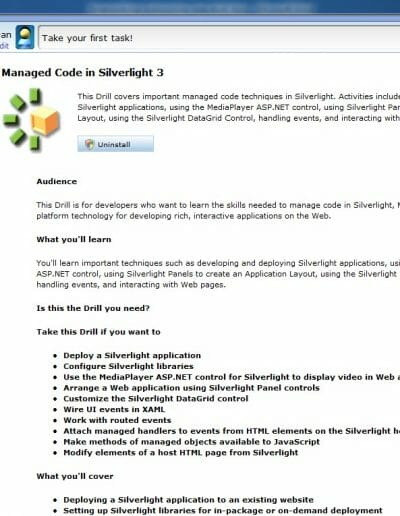 an
dit
Take your first task!
Managed Code in Silverlight 3
This Drill covers important managed code techniques in Silverlight. Activities include
Silverlight applications, using the MediaPlayer ASP.NET control, using Silverlight Pan
Layout, using the Silverlight DataGrid Control, handling events, and interacting with
Uninstall
Audience
This Drill is for developers who want to learn the skills needed to manage code in Silverlight, M
platform technology for developing rich, interactive applications on the Web.
What you'll learn
You'll learn important techniques such as developing and deploying Silverlight applications, usi
ASP.NET control, using Silverlight Panels to create an Application Layout, using the Silverlight
handling events, and interacting with Web pages.
Is this the Drill you need?
Take this Drill if you want to
• Deploy a Silverlight application
• Configure Silverlight libraries
• Use the MediaPlayer ASP.NET control for Silverlight to display video in Web a
• Arrange a Web application using Silverlight Panel controls
• Customize the Silverlight DataGrid control
• Wire UI events in XAML
• Work with routed events
• Attach managed handlers to events from HTML elements on the Silverlight h
• Make methods of managed objects available to JavaScript
• Modify elements of a host HTML page from Silverlight
What you'll cover
• Deploying a Silverlight application to an existing website
• Setting up Silverlight libraries for in-package or on-demand deployment